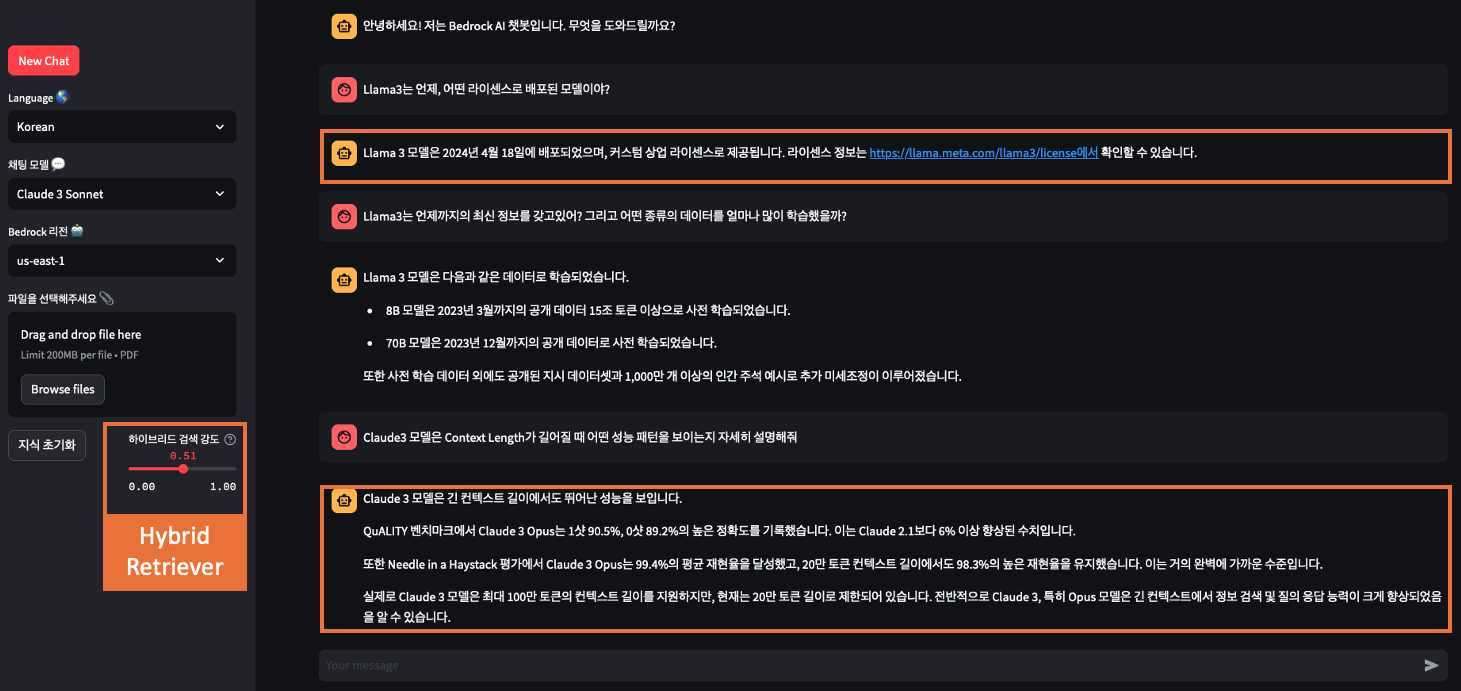 New Chat
Language
Korean
채팅 모델
Claude 3 Sonnet
Bedrock 리전
us-east-1
파일을 선택해주세요
Drag and drop file here
Limit 200MB per file • PDF
Browse files
지식 초기화
하이브리드 검색 강도
0.51
0.00 1.00
Hybrid
Retriever
안녕하세요! 저는 Bedrock AI 챗봇입니다. 무엇을 도와드릴까요?
Llama3는 언제, 어떤 라이센스로 배포된 모델이야?
Llama 3 모델은 2024년 4월 18일에 배포되었으며, 커스텀 상업 라이센스로 제공됩니다. 라이센스 정보는 https://llama.meta.com/llama3/license에서 확인할 수 있습니다.
Llama3는 언제까지의 최신 정보를 갖고있어? 그리고 어떤 종류의 데이터를 얼마나 많이 학습했을까?
Llama 3 모델은 다음과 같은 데이터로 학습되었습니다.
• 8B 모델은 2023년 3월까지의 공개 데이터 15조 토큰 이상으로 사전 학습되었습니다.
• 70B 모델은 2023년 12월까지의 공개 데이터로 사전 학습되었습니다.
또한 사전 학습 데이터 외에도 공개된 지시 데이터셋과 1,000만 개 이상의 인간 주석 예시로 추가 미세조정이 이루어졌습니다.
Claude3 모델은 Context Length가 길어질 때 어떤 성능 패턴을 보이는지 자세히 설명해줘
Claude 3 모델은 긴 컨텍스트 길이에서도 뛰어난 성능을 보입니다.
QuALITY 벤치마크에서 Claude 3 Opus는 1샷 90.5%, 0샷 89.2%의 높은 정확도를 기록했습니다. 이는 Claude 2.1보다 6% 이상 향상된 수치입니다.
또한 Needle in a Haystack 평가에서 Claude 3 Opus는 99.4%의 평균 재현율을 달성했고, 20만 토큰 컨텍스트 길이에서도 98.3%의 높은 재현율을 유지했습니다. 이는 거의 완벽에 가까운 수준입니다.
실제로 Claude 3 모델은 최대 100만 토큰의 컨텍스트 길이를 지원하지만, 현재는 20만 토큰 길이로 제한되어 있습니다. 전반적으로 Claude 3, 특히 Opus 모델은 긴 컨텍스트에서 정보 검색 및 질의 응답 능력이 크게 향상되었음
을 알 수 있습니다.
Your message